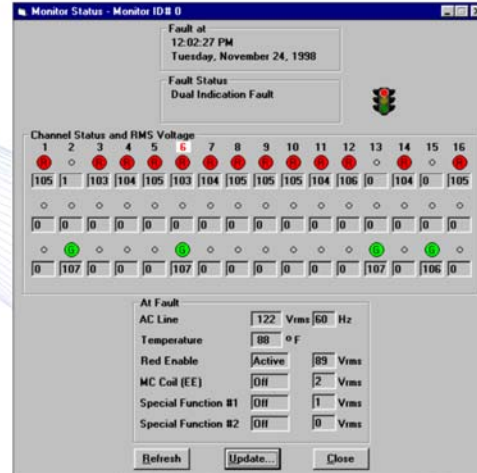 Monitor Status - Monitor ID# 0
Fault at
12:02:27 PM
Tuesday, November 24, 1998
Fault Status
Dual Indication Fault
Channel Status and RMS Voltage
1 2 3 4 5 6 7 8 9 10 11 12 13 14 15 16
R R R R R R R R R R R R R
105 1 103 104 105 103 104 105 105 105 104 106 0 104 0 105
0 0 0 0 0 0 0 0 0 0 0 0 0 0 0 0
G G G G
0 107 0 0 0 107 0 0 0 0 0 0 107 0 106 0
At Fault
AC Line 122 Vrms 60 Hz
Temperature 88 º F
Red Enable Active 89 Vrms
MC Coil (EE) Off 2 Vrms
Special Function #1 Off 1 Vrms
Special Function #2 Off 0 Vrms
Refresh Update... Close